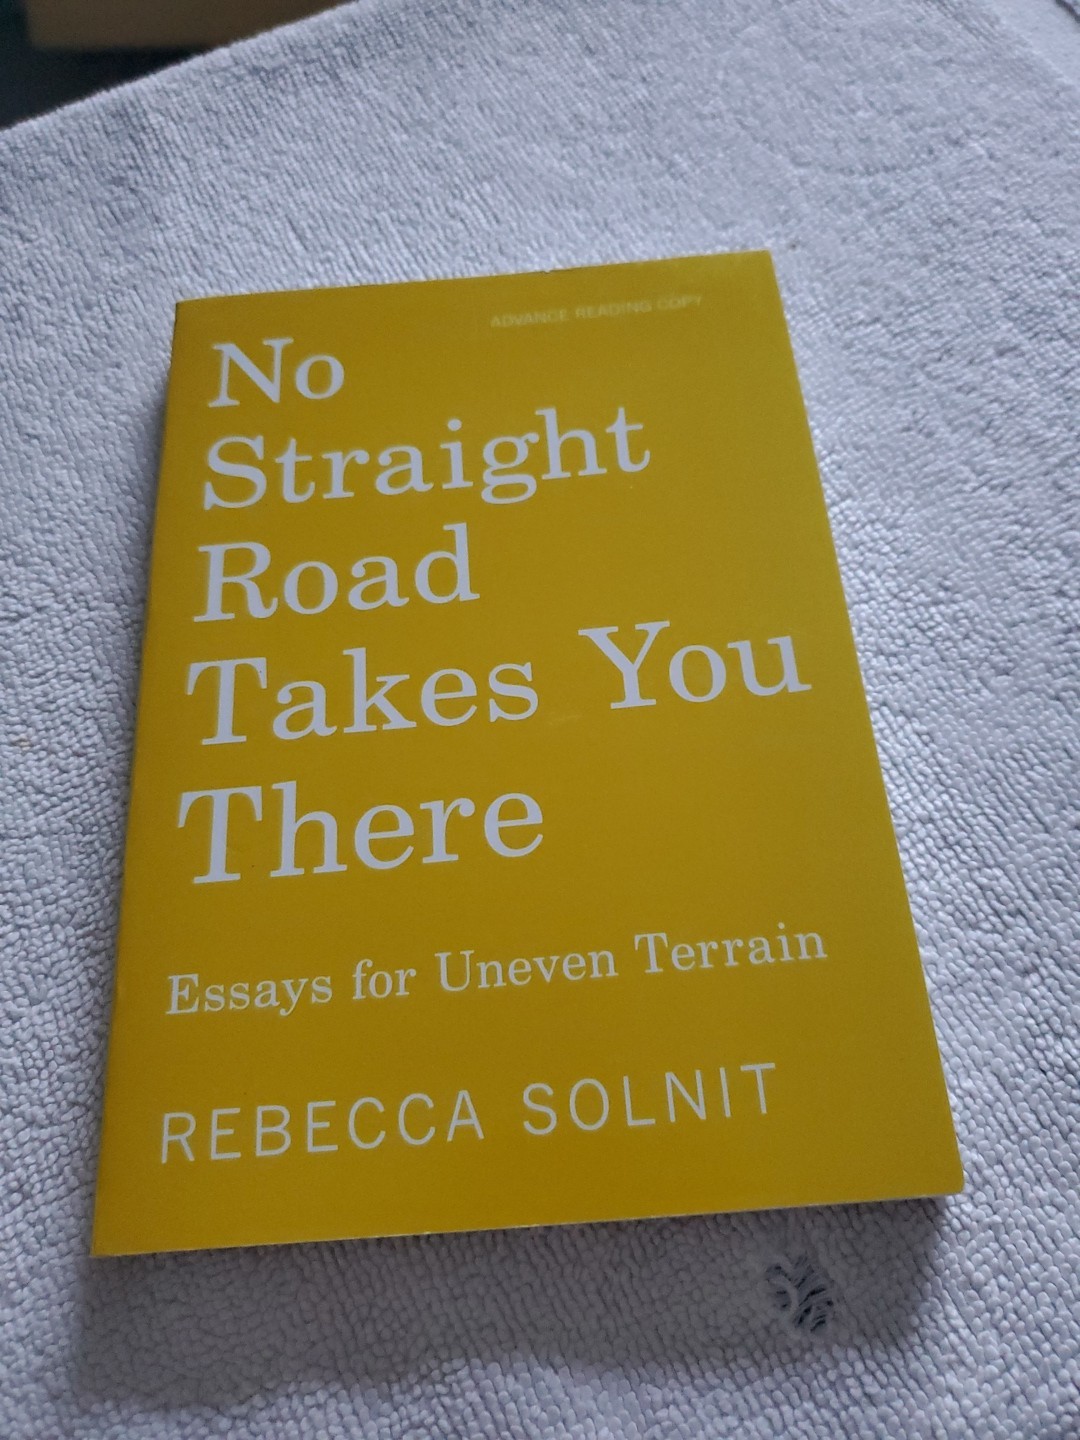 ADVANCE READING COPY
No
Straight
Road
Takes You
There
Essays for Uneven Terrain
REBECCA SOLNIT